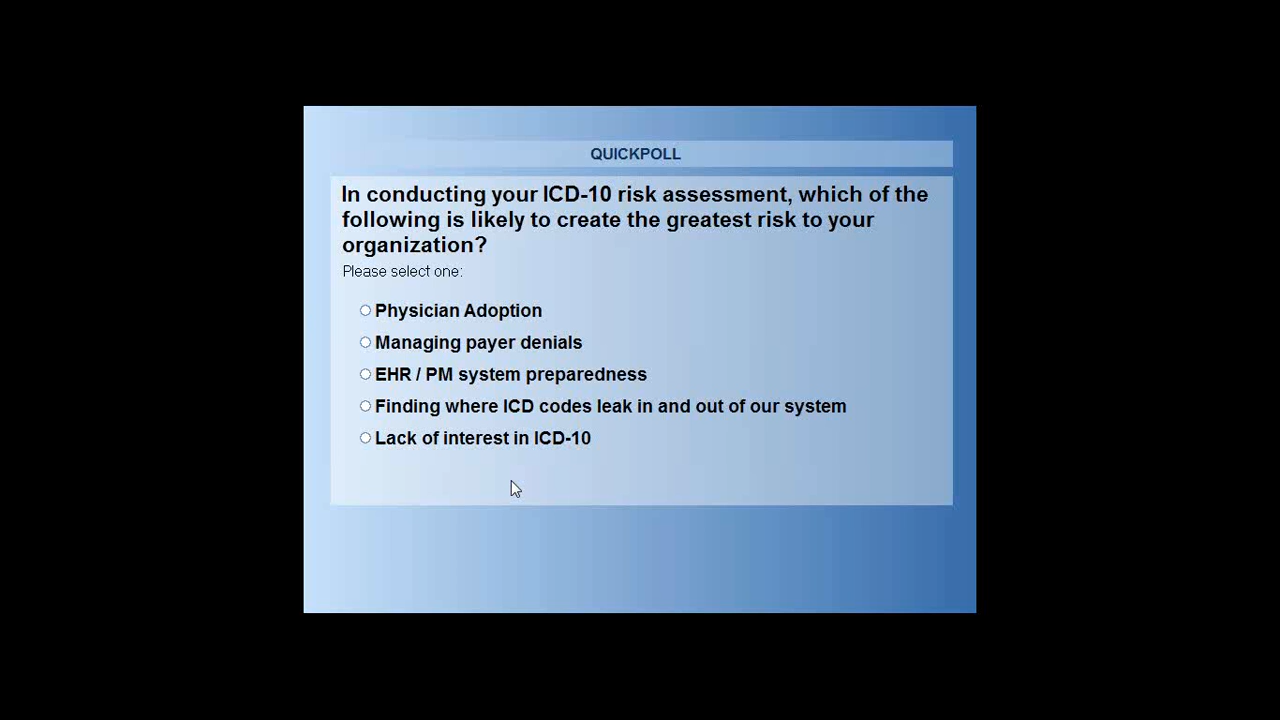 QUICKPOLL
In conducting your ICD-10 risk assessment, which of the
following is likely to create the greatest risk to your
organization?
Please select one:
Physician Adoption
Managing payer denials
EHR / PM system preparedness
Finding where ICD codes leak in and out of our system
Lack of interest in ICD-10